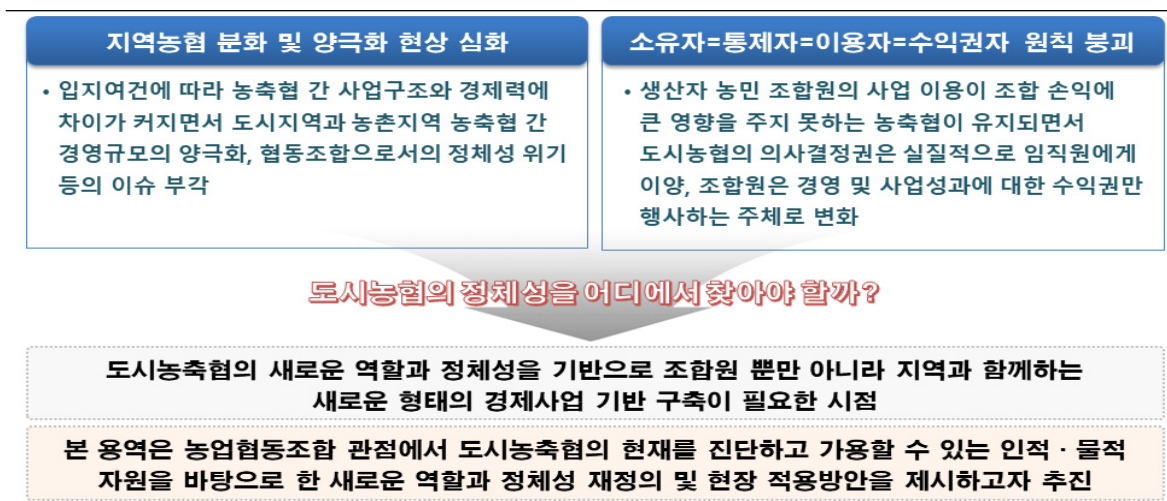 지역농협 분화 및 양극화 현상 심화
• 입지여건에 따라 농축협 간 사업구조와 경제력에
차이가 커지면서 도시지역과 농촌지역 농축협 간
경영규모의 양극화, 협동조합으로서의 정체성 위기
등의 이슈 부각
소유자=통제자=이용자=수익권자 원칙 붕괴
• 생산자 농민 조합원의 사업 이용이 조합 손익에
큰 영향을 주지 못하는 농축협이 유지되면서
도시농협의 의사결정권은 실질적으로 임직원에게
이양, 조합원은 경영 및 사업성과에 대한 수익권만
행사하는 주체로 변화
도시농협의 정체성을 어디에서 찾아야 할까?
도시농축협의 새로운 역할과 정체성을 기반으로 조합원 뿐만 아니라 지역과 함께하는
새로운 형태의 경제사업 기반 구축이 필요한 시점
본 용역은 농업협동조합 관점에서 도시농축협의 현재를 진단하고 가용할 수 있는 인적 · 물적
자원을 바탕으로 한 새로운 역할과 정체성 재정의 및 현장 적용방안을 제시하고자 추진